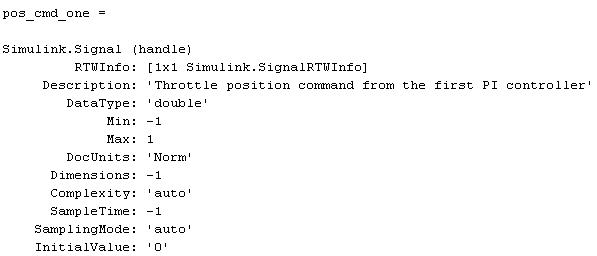 pos_cmd_one =
Simulink.Signal (handle)
RTWInfo: [1x1 Simulink.SignalRTWInfo]
Description: 'Throttle position command from the first PI controller'
DataType: 'double'
Min: -1
Max: 1
DocUnits: 'Norm'
Dimensions: -1
Complexity: 'auto'
SampleTime: -1
SamplingMode: 'auto'
InitialValue: '0'